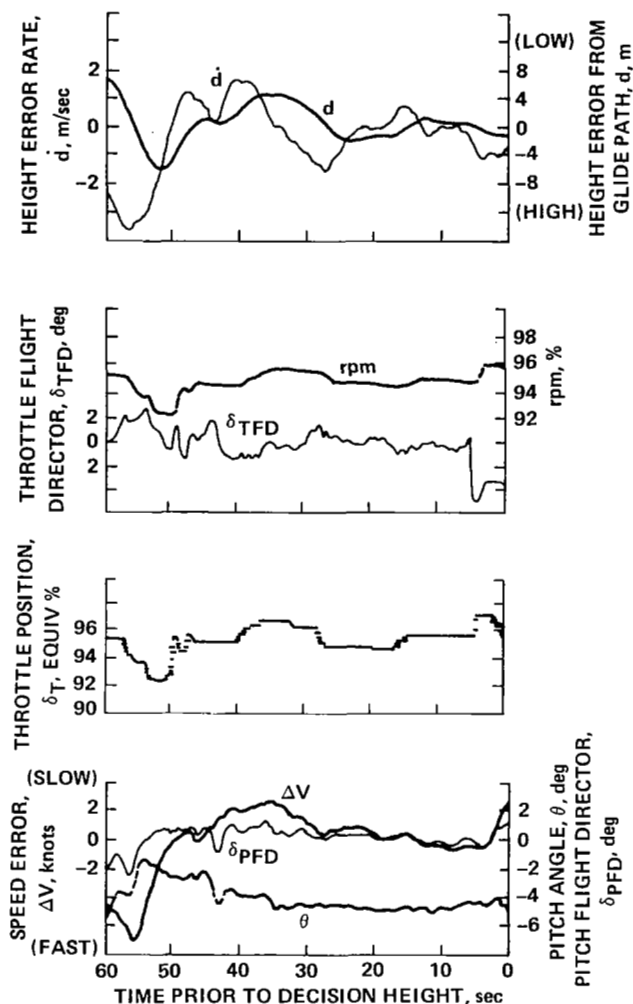 HEIGHT ERROR RATE,
ḋ, m/sec
2
0
−2
ḋ
d
(LOW)
8
4
0
−4
−8
(HIGH)
HEIGHT ERROR FROM
GLIDE PATH, d, m
THROTTLE FLIGHT
DIRECTOR, δTFD, deg
2
0
2
rpm
δTFD
98
96
94
92
rpm, %
THROTTLE POSITION,
δT, EQUIV %
96
94
92
90
SPEED ERROR,
ΔV, knots
(SLOW)
2
0
−2
(FAST)
ΔV
δPFD
θ
2
0
−2
−4
−6
PITCH ANGLE, θ, deg
PITCH FLIGHT DIRECTOR,
δPFD, deg
60 50 40 30 20 10 0
TIME PRIOR TO DECISION HEIGHT, sec